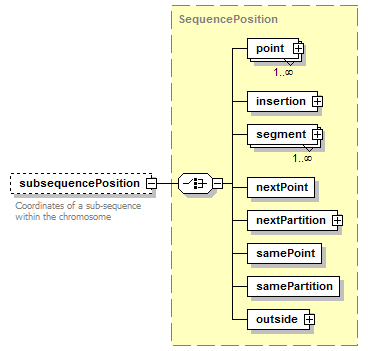 SequencePosition
point
1..∞
insertion
segment
1..∞
subsequencePosition
Coordinates of a sub-sequence
within the chromosome
nextPoint
nextPartition
samePoint
samePartition
outside